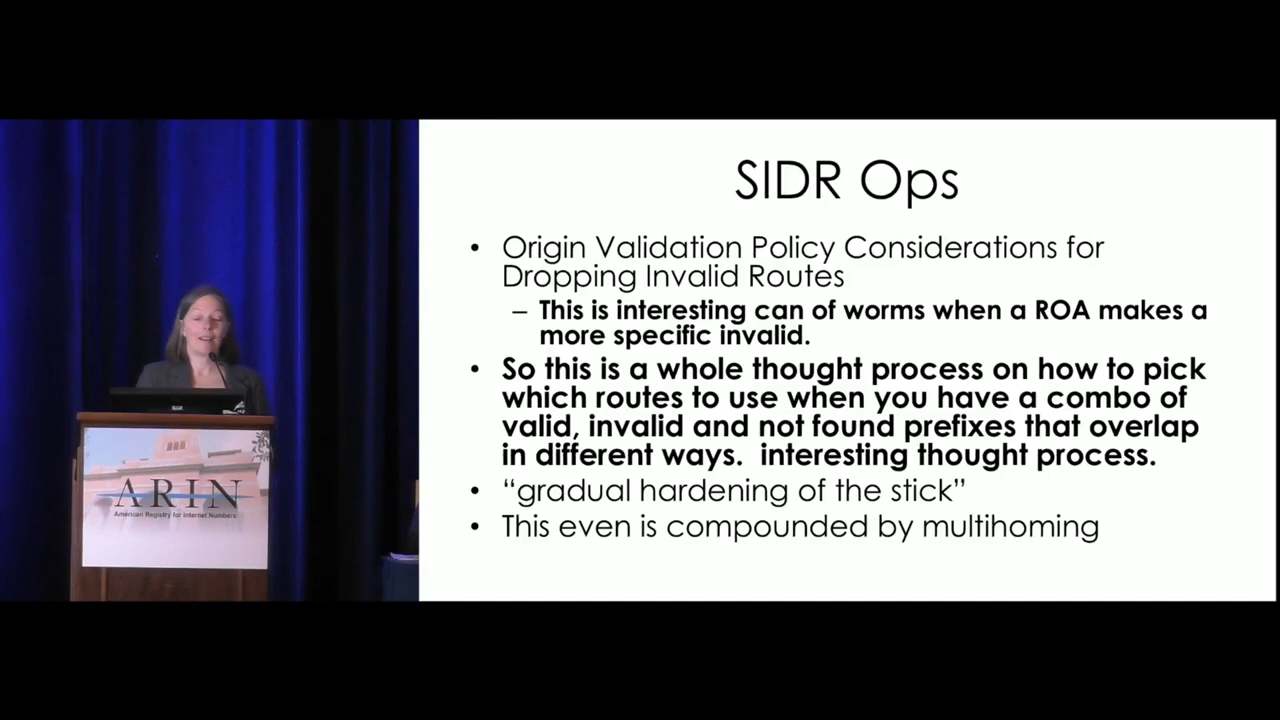 SIDR Ops
• Origin Validation Policy Considerations for
Dropping Invalid Routes
– This is interesting can of worms when a ROA makes a
more specific invalid.
• So this is a whole thought process on how to pick
which routes to use when you have a combo of
valid, invalid and not found prefixes that overlap
in different ways.  interesting thought process.
• “gradual hardening of the stick”
• This even is compounded by multihoming
ARIN
American Registry for Internet Numbers